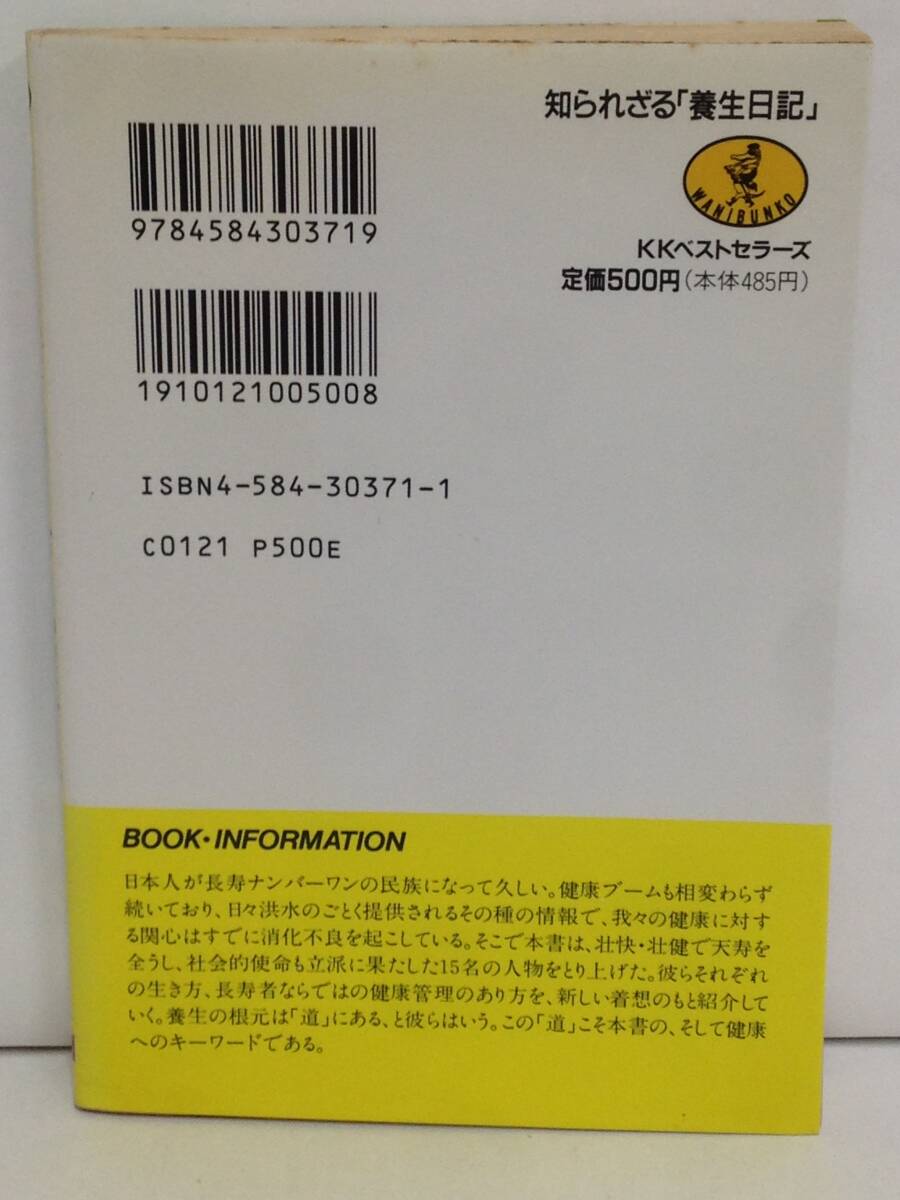 知られざる「養生日記」
WANIBUNKO
KKベストセラーズ
定価500円(本体485円)
9784584303719
1910121005008
ISBN4-584-30371-1
C0121 P500E
BOOK・INFORMATION
日本人が長寿ナンバーワンの民族になって久しい。健康ブームも相変わらず
続いており、日々洪水のごとく提供されるその種の情報で、我々の健康に対す
る関心はすでに消化不良を起こしている。そこで本書は、壮快・壮健で天寿を
全うし、社会的使命も立派に果たした15名の人物をとり上げた。彼らそれぞれ
の生き方、長寿者ならではの健康管理のあり方を、新しい着想のもと紹介して
いく。養生の根元は「道」にある、と彼らはいう。この「道」こそ本書の、そして健康
へのキーワードである。